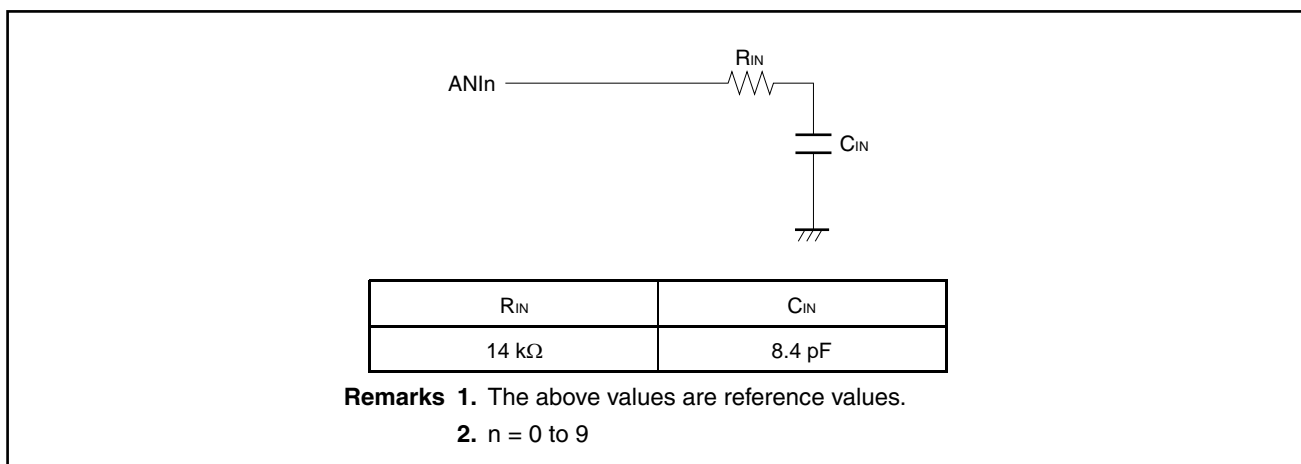 RIN
ANIn
CIN
RIN CIN
14 kΩ 8.4 pF
Remarks 1. The above values are reference values.
2. n = 0 to 9